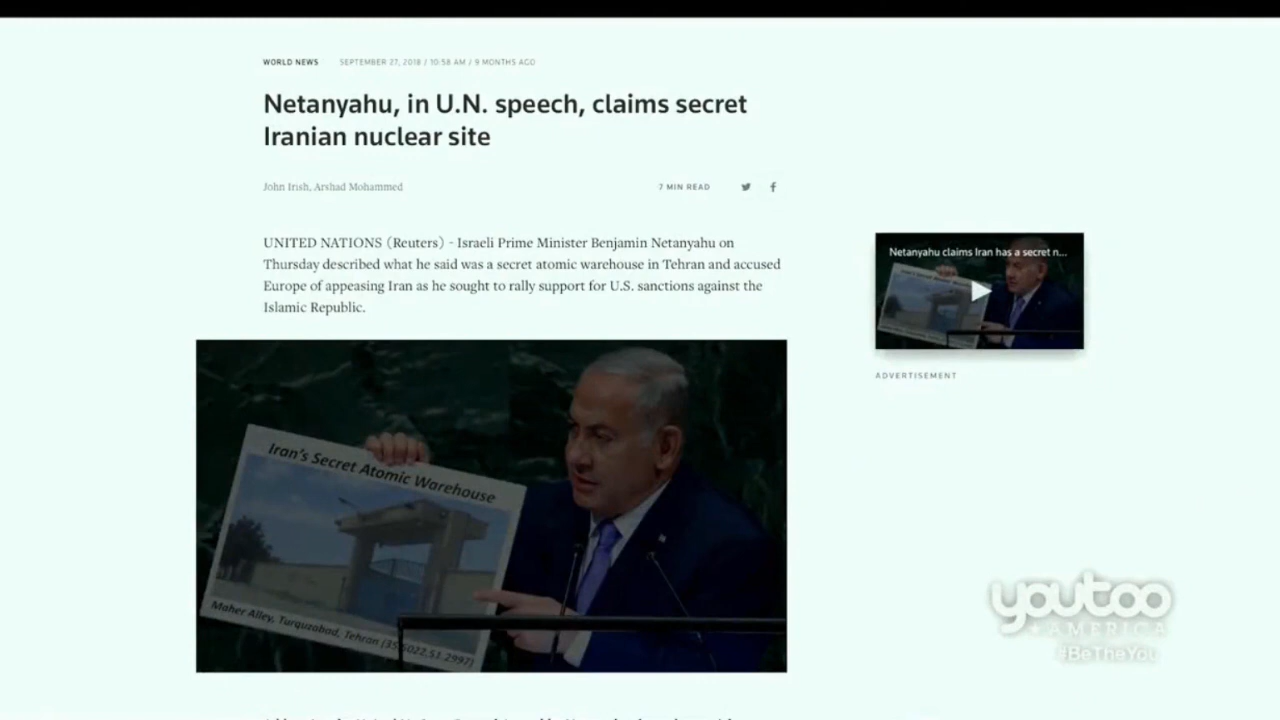 WORLD NEWS SEPTEMBER 27, 2018 / 10:58 AM / 9 MONTHS AGO
Netanyahu, in U.N. speech, claims secret
Iranian nuclear site
John Irish, Arshad Mohammed
7 MIN READ
UNITED NATIONS (Reuters) - Israeli Prime Minister Benjamin Netanyahu on
Thursday described what he said was a secret atomic warehouse in Tehran and accused
Europe of appeasing Iran as he sought to rally support for U.S. sanctions against the
Islamic Republic.
Netanyahu claims Iran has a secret n...
ADVERTISEMENT
Iran's Secret Atomic Warehouse
Maher Alley, Turquzabad, Tehran
youtoo
AMERICA
#BeTheYou